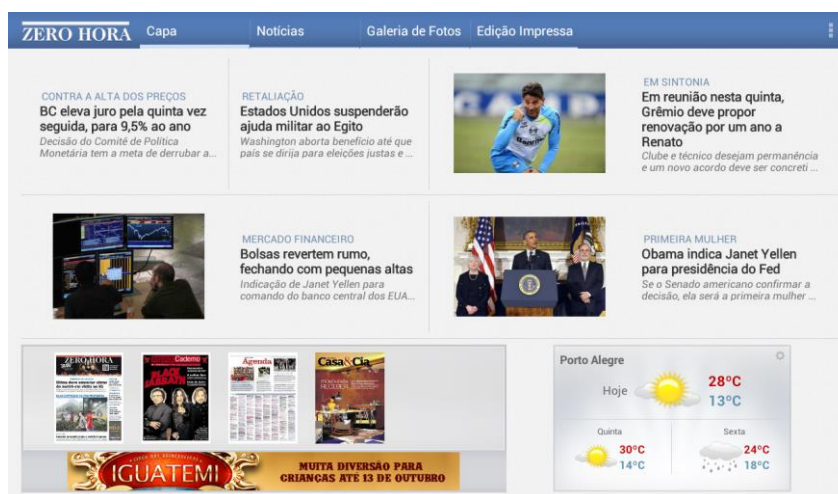 ZERO HORA
Capa
Notícias
Galeria de Fotos
Edição Impressa
CONTRA A ALTA DOS PREÇOS
BC eleva juro pela quinta vez
seguida, para 9,5% ao ano
Decisão do Comitê de Política
Monetária tem a meta de derrubar a...
RETALIAÇÃO
Estados Unidos suspenderão
ajuda militar ao Egito
Washington aborta benefício até que
país se dirija para eleições justas e ...
EM SINTONIA
Em reunião nesta quinta,
Grêmio deve propor
renovação por um ano a
Renato
Clube e técnico desejam permanência
e um novo acordo deve ser concreti ...
MERCADO FINANCEIRO
Bolsas revertem rumo,
fechando com pequenas altas
Indicação de Janet Yellen para
comando do banco central dos EUA...
PRIMEIRA MULHER
Obama indica Janet Yellen
para presidência do Fed
Se o Senado americano confirmar a
decisão, ela será a primeira mulher ...
ZERO HORA
Caderno
BLACK
SABBATH
Agenda
Casa&Cia
IGUATEMI
MUITA DIVERSÃO PARA
CRIANÇAS ATÉ 13 DE OUTUBRO
Porto Alegre
Hoje
28ºC
13ºC
Quinta
30ºC
14ºC
Sexta
24ºC
18ºC